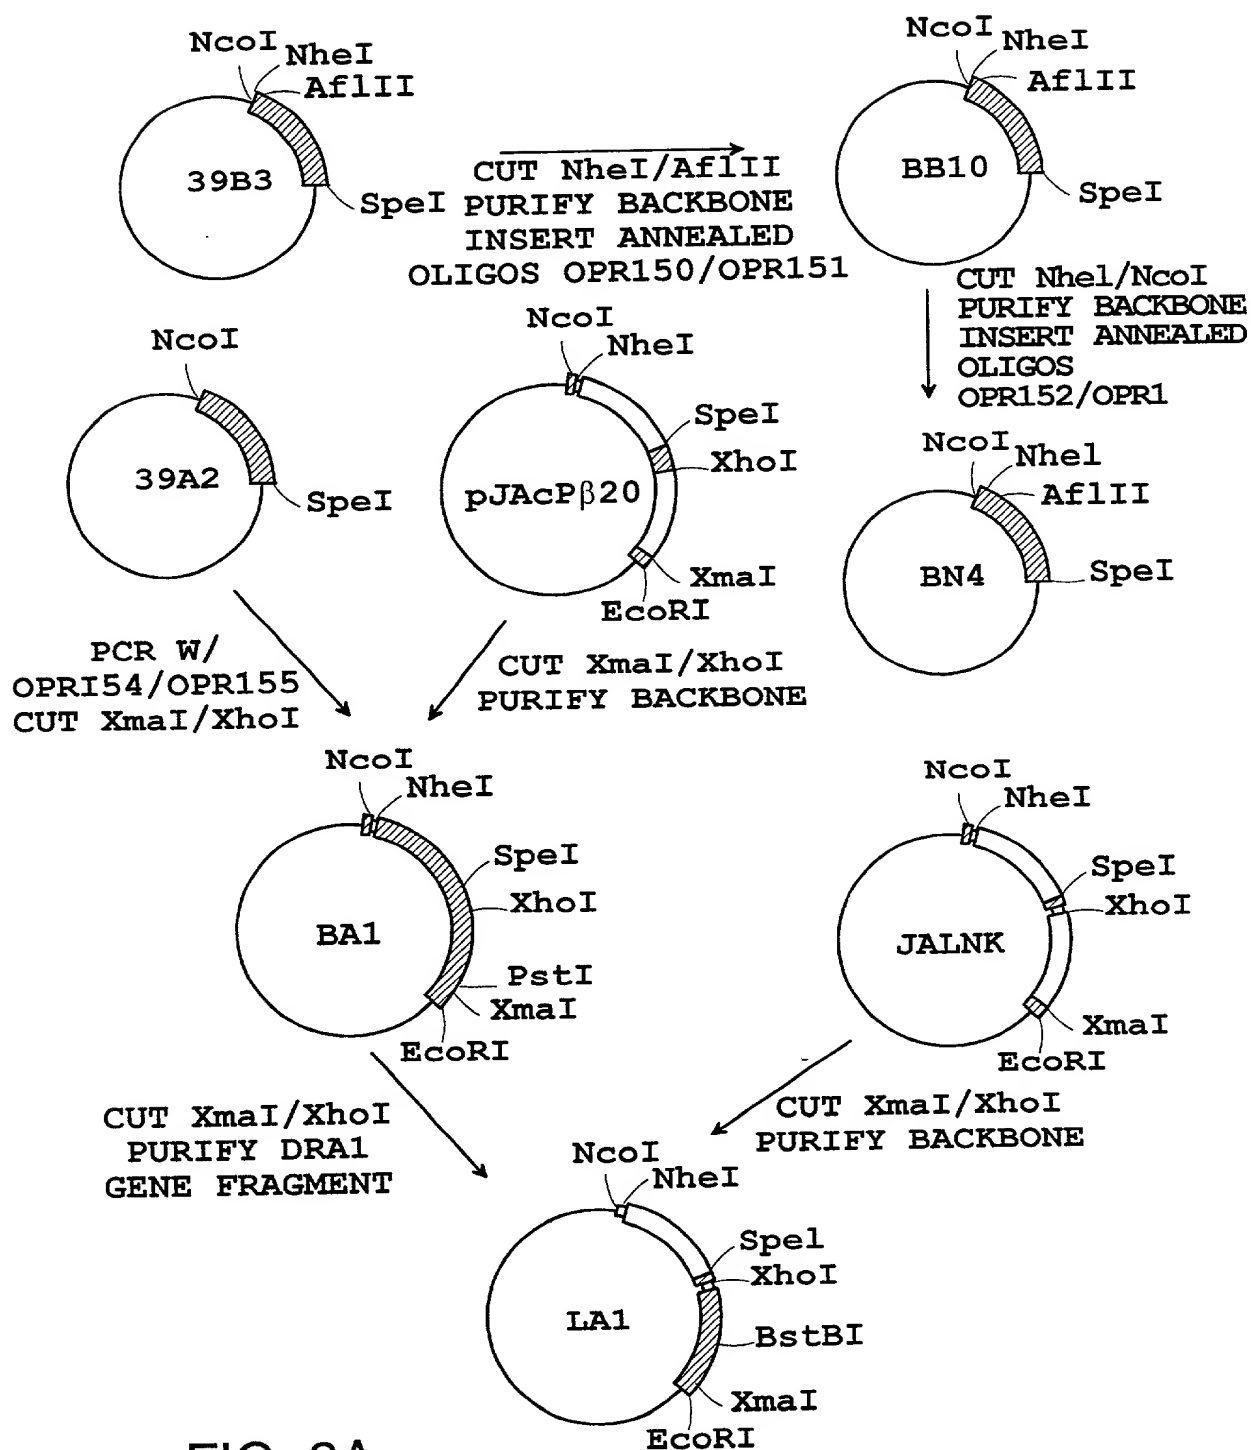 NcoI
NheI
AflII
39B3
SpeI
CUT NheI/AflII
PURIFY BACKBONE
INSERT ANNEALED
OLIGOS OPR150/OPR151
NcoI
NheI
AflII
BB10
SpeI
CUT Nhel/NcoI
PURIFY BACKBONE
INSERT ANNEALED
OLIGOS
OPR152/OPR1
NcoI
39A2
SpeI
NcoI
NheI
SpeI
XhoI
pJAcPβ20
XmaI
EcoRI
NcoI
Nhel
AflII
BN4
SpeI
PCR W/
OPRI54/OPR155
CUT XmaI/XhoI
CUT XmaI/XhoI
PURIFY BACKBONE
NcoI
NheI
SpeI
XhoI
BA1
PstI
XmaI
EcoRI
NcoI
NheI
SpeI
XhoI
JALNK
XmaI
EcoRI
CUT XmaI/XhoI
PURIFY DRA1
GENE FRAGMENT
CUT XmaI/XhoI
PURIFY BACKBONE
NcoI
NheI
Spel
XhoI
LA1
BstBI
XmaI
EcoRI